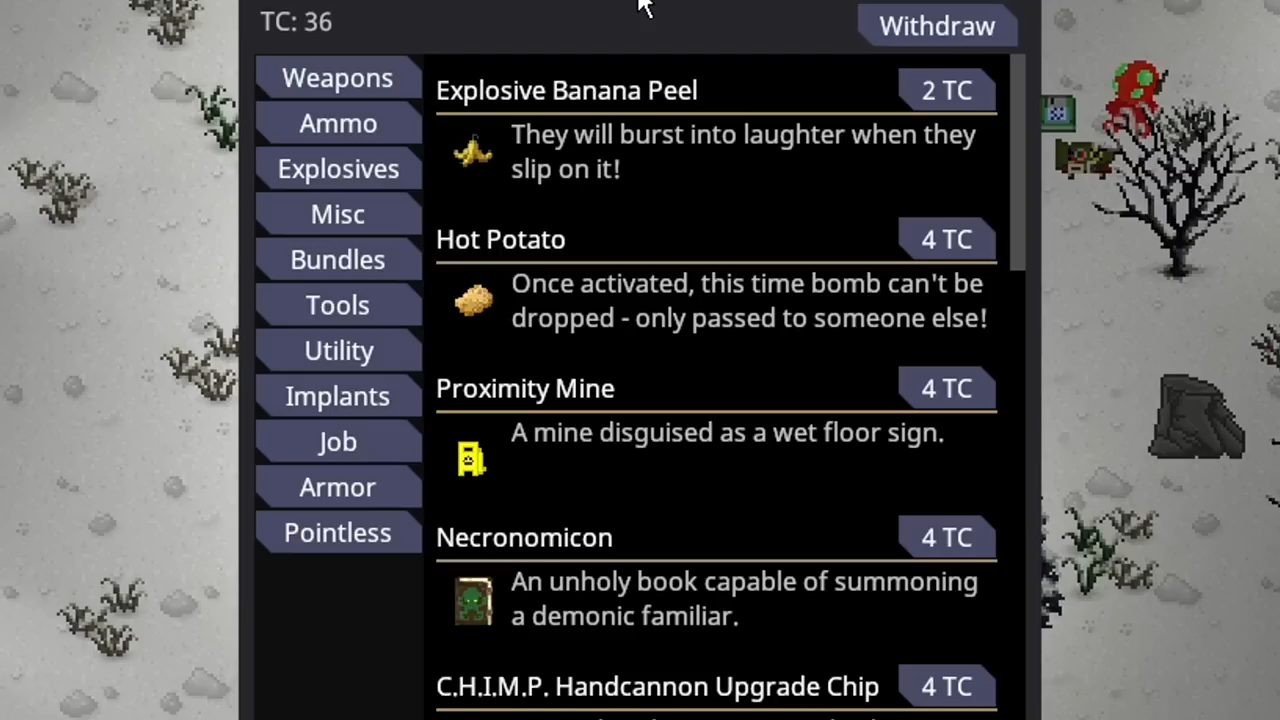 TC: 36
Withdraw
Weapons
Ammo
Explosives
Misc
Bundles
Tools
Utility
Implants
Job
Armor
Pointless
Explosive Banana Peel
2 TC
They will burst into laughter when they
slip on it!
Hot Potato
4 TC
Once activated, this time bomb can't be
dropped - only passed to someone else!
Proximity Mine
4 TC
A mine disguised as a wet floor sign.
Necronomicon
4 TC
An unholy book capable of summoning
a demonic familiar.
C.H.I.M.P. Handcannon Upgrade Chip
4 TC